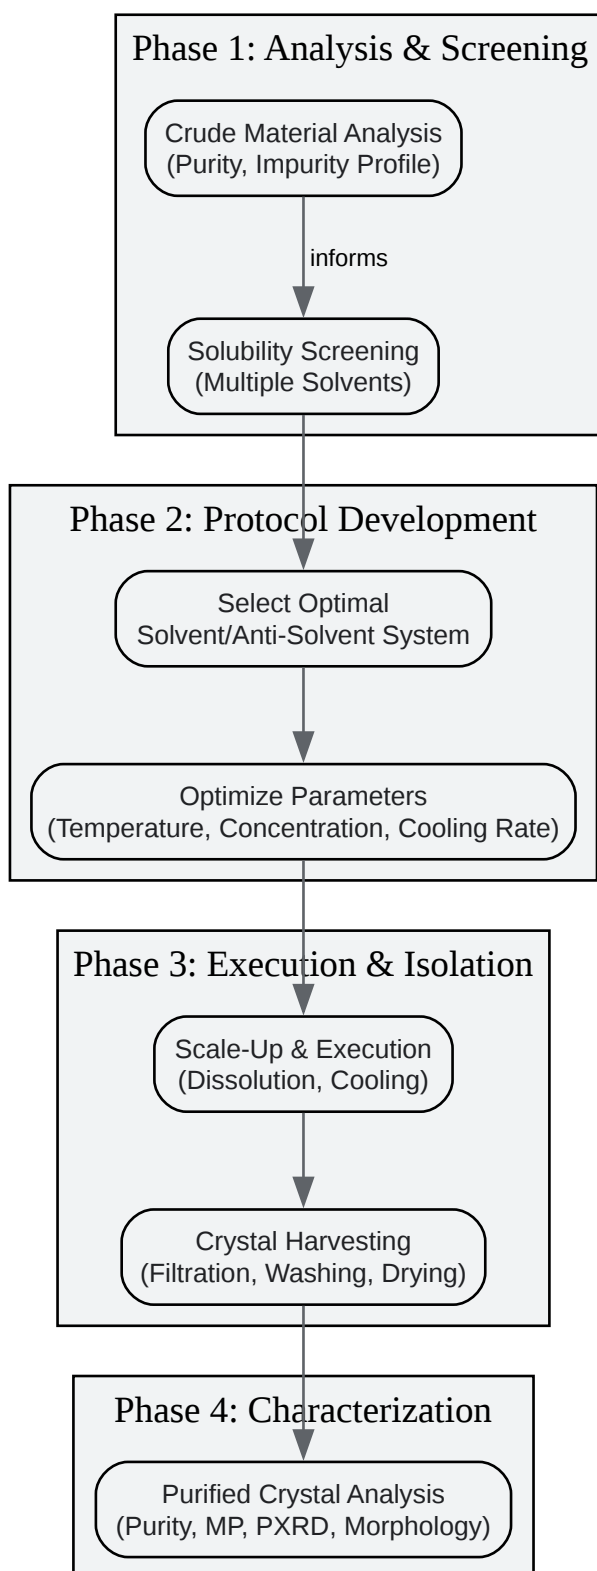 Phase 1: Analysis & Screening
Crude Material Analysis
(Purity, Impurity Profile)
informs
Solubility Screening
(Multiple Solvents)
Phase 2: Protocol Development
Select Optimal
Solvent/Anti-Solvent System
Optimize Parameters
(Temperature, Concentration, Cooling Rate)
Phase 3: Execution & Isolation
Scale-Up & Execution
(Dissolution, Cooling)
Crystal Harvesting
(Filtration, Washing, Drying)
Phase 4: Characterization
Purified Crystal Analysis
(Purity, MP, PXRD, Morphology)